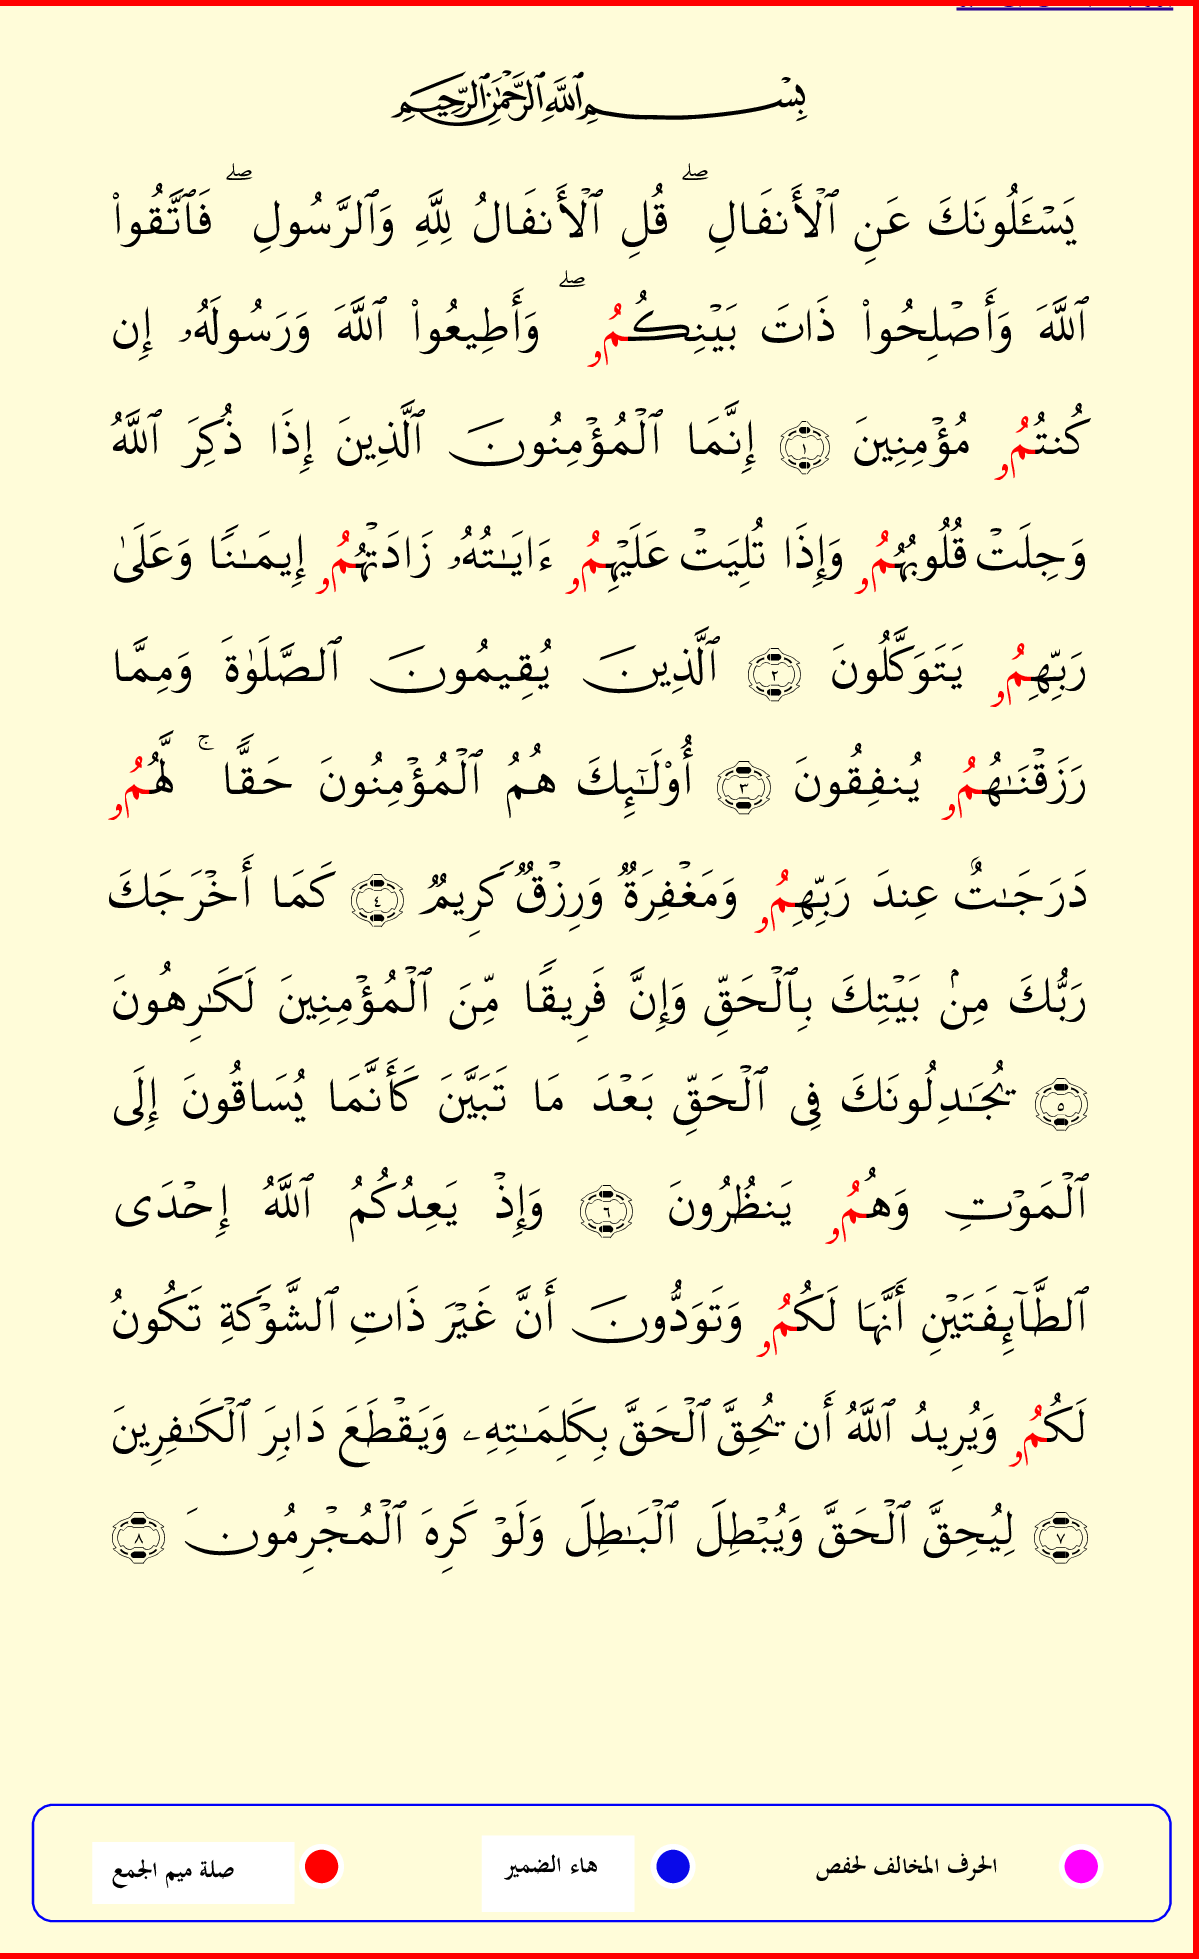 بِسْمِ ٱللَّهِ ٱلرَّحْمَٰنِ ٱلرَّحِيمِ
يَسْـَٔلُونَكَ عَنِ ٱلْأَنفَالِ ۖ قُلِ ٱلْأَنفَالُ لِلَّهِ وَٱلرَّسُولِ ۖ فَٱتَّقُوا۟
ٱللَّهَ وَأَصْلِحُوا۟ ذَاتَ بَيْنِكُمُۥ ۖ وَأَطِيعُوا۟ ٱللَّهَ وَرَسُولَهُۥ إِن
كُنتُمُۥ مُؤْمِنِينَ ١ إِنَّمَا ٱلْمُؤْمِنُونَ ٱلَّذِينَ إِذَا ذُكِرَ ٱللَّهُ
وَجِلَتْ قُلُوبُهُمُۥ وَإِذَا تُلِيَتْ عَلَيْهِمُۥ ءَايَـٰتُهُۥ زَادَتْهُمُۥ إِيمَـٰنًا وَعَلَىٰ
رَبِّهِمُۥ يَتَوَكَّلُونَ ٢ ٱلَّذِينَ يُقِيمُونَ ٱلصَّلَوٰةَ وَمِمَّا
رَزَقْنَـٰهُمُۥ يُنفِقُونَ ٣ أُو۟لَـٰٓئِكَ هُمُ ٱلْمُؤْمِنُونَ حَقًّا ۚ لَّهُمُۥ
دَرَجَـٰتٌ عِندَ رَبِّهِمُۥ وَمَغْفِرَةٌ وَرِزْقٌ كَرِيمٌ ٤ كَمَا أَخْرَجَكَ
رَبُّكَ مِنۢ بَيْتِكَ بِٱلْحَقِّ وَإِنَّ فَرِيقًا مِّنَ ٱلْمُؤْمِنِينَ لَكَـٰرِهُونَ
٥ يُجَـٰدِلُونَكَ فِى ٱلْحَقِّ بَعْدَ مَا تَبَيَّنَ كَأَنَّمَا يُسَاقُونَ إِلَى
ٱلْمَوْتِ وَهُمُۥ يَنظُرُونَ ٦ وَإِذْ يَعِدُكُمُ ٱللَّهُ إِحْدَى
ٱلطَّآئِفَتَيْنِ أَنَّهَا لَكُمُۥ وَتَوَدُّونَ أَنَّ غَيْرَ ذَاتِ ٱلشَّوْكَةِ تَكُونُ
لَكُمُۥ وَيُرِيدُ ٱللَّهُ أَن يُحِقَّ ٱلْحَقَّ بِكَلِمَـٰتِهِۦ وَيَقْطَعَ دَابِرَ ٱلْكَـٰفِرِينَ
٧ لِيُحِقَّ ٱلْحَقَّ وَيُبْطِلَ ٱلْبَـٰطِلَ وَلَوْ كَرِهَ ٱلْمُجْرِمُونَ ٨
الحرف المخالف لحفص هاء الضمير صلة ميم الجمع